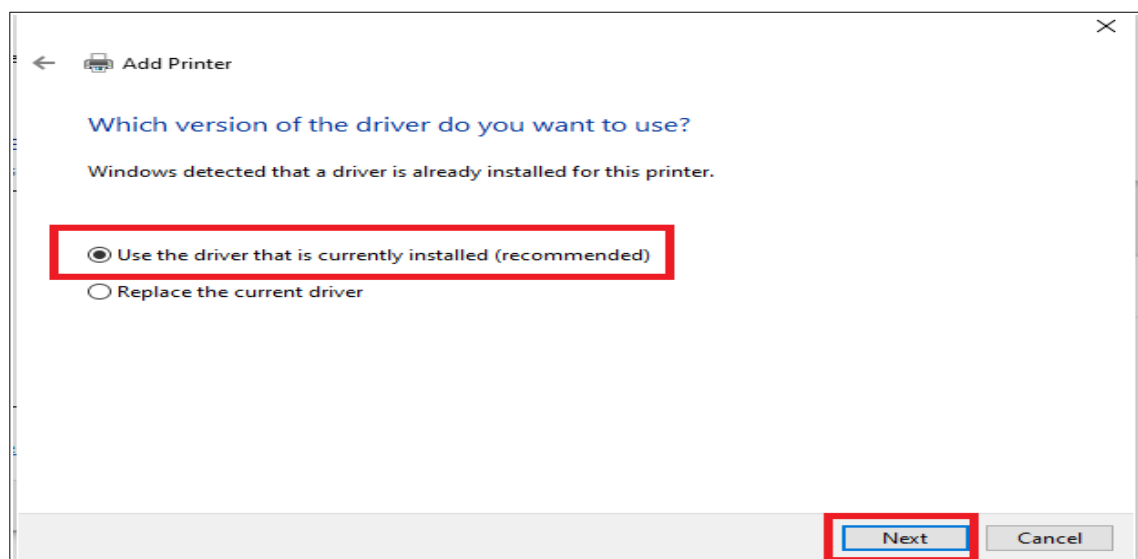 Add Printer
Which version of the driver do you want to use?
Windows detected that a driver is already installed for this printer.
Use the driver that is currently installed (recommended)
Replace the current driver
Next Cancel